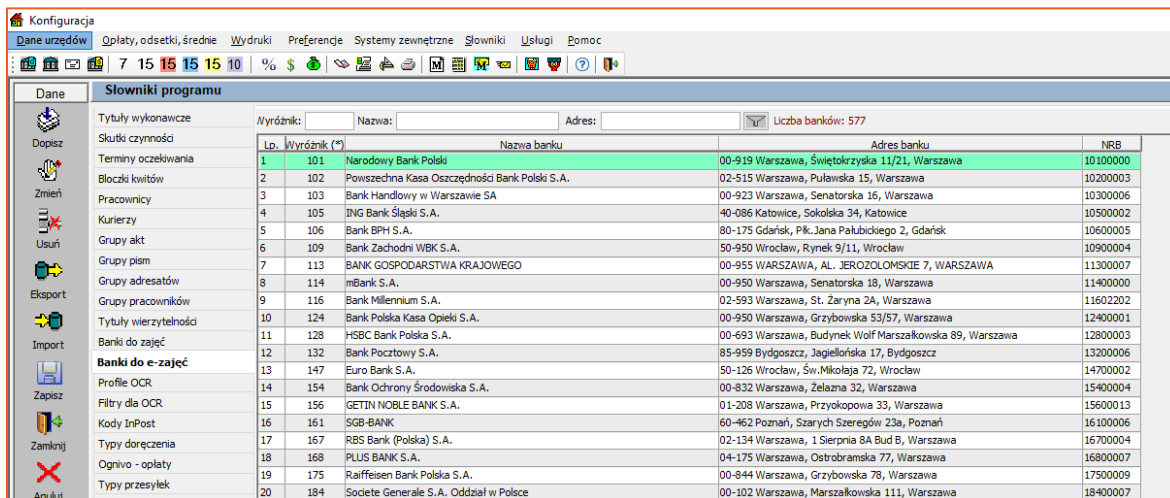 Konfiguracja
Dane urzędów Opłaty, odsetki, średnie Wydruki Preferencje Systemy zewnętrzne Słowniki Usługi Pomoc
7 15 15 15 15 10 % $ M M
Dane Słowniki programu
Dopisz
Zmień
Usuń
Eksport
Import
Zapisz
Zamknij
Anuluj
Tytuły wykonawcze
Skutki czynności
Terminy oczekiwania
Bloczki kwitów
Pracownicy
Kurierzy
Grupy akt
Grupy pism
Grupy adresatów
Grupy pracowników
Tytuły wierzytelności
Banki do zajęć
Banki do e-zajęć
Profile OCR
Filtry dla OCR
Kody InPost
Typy doręczenia
Ognivo - opłaty
Typy przesyłek
Wyróżnik: Nazwa: Adres: Liczba banków: 577
Lp. Wyróżnik (*) Nazwa banku Adres banku NRB
1 101 Narodowy Bank Polski 00-919 Warszawa, Świętokrzyska 11/21, Warszawa 10100000
2 102 Powszechna Kasa Oszczędności Bank Polski S.A. 02-515 Warszawa, Puławska 15, Warszawa 10200003
3 103 Bank Handlowy w Warszawie SA 00-923 Warszawa, Senatorska 16, Warszawa 10300006
4 105 ING Bank Śląski S.A. 40-086 Katowice, Sokolska 34, Katowice 10500002
5 106 Bank BPH S.A. 80-175 Gdańsk, Płk.Jana Pałubickiego 2, Gdańsk 10600005
6 109 Bank Zachodni WBK S.A. 50-950 Wrocław, Rynek 9/11, Wrocław 10900004
7 113 BANK GOSPODARSTWA KRAJOWEGO 00-955 WARSZAWA, AL. JEROZOLOMSKIE 7, WARSZAWA 11300007
8 114 mBank S.A. 00-950 Warszawa, Senatorska 18, Warszawa 11400000
9 116 Bank Millennium S.A. 02-593 Warszawa, St. Żaryna 2A, Warszawa 11602202
10 124 Bank Polska Kasa Opieki S.A. 00-950 Warszawa, Grzybowska 53/57, Warszawa 12400001
11 128 HSBC Bank Polska S.A. 00-693 Warszawa, Budynek Wolf Marszałkowska 89, Warszawa 12800003
12 132 Bank Pocztowy S.A. 85-959 Bydgoszcz, Jagiellońska 17, Bydgoszcz 13200006
13 147 Euro Bank S.A. 50-126 Wrocław, Św.Mikołaja 72, Wrocław 14700002
14 154 Bank Ochrony Środowiska S.A. 00-832 Warszawa, Żelazna 32, Warszawa 15400004
15 156 GETIN NOBLE BANK S.A. 01-208 Warszawa, Przyokopowa 33, Warszawa 15600013
16 161 SGB-BANK 60-462 Poznań, Szarych Szeregów 23a, Poznań 16100006
17 167 RBS Bank (Polska) S.A. 02-134 Warszawa, 1 Sierpnia 8A Bud B, Warszawa 16700004
18 168 PLUS BANK S.A. 04-175 Warszawa, Ostrobramska 77, Warszawa 16800007
19 175 Raiffeisen Bank Polska S.A. 00-844 Warszawa, Grzybowska 78, Warszawa 17500009
20 184 Societe Generale S.A. Oddział w Polsce 00-102 Warszawa, Marszałkowska 111, Warszawa 18400007